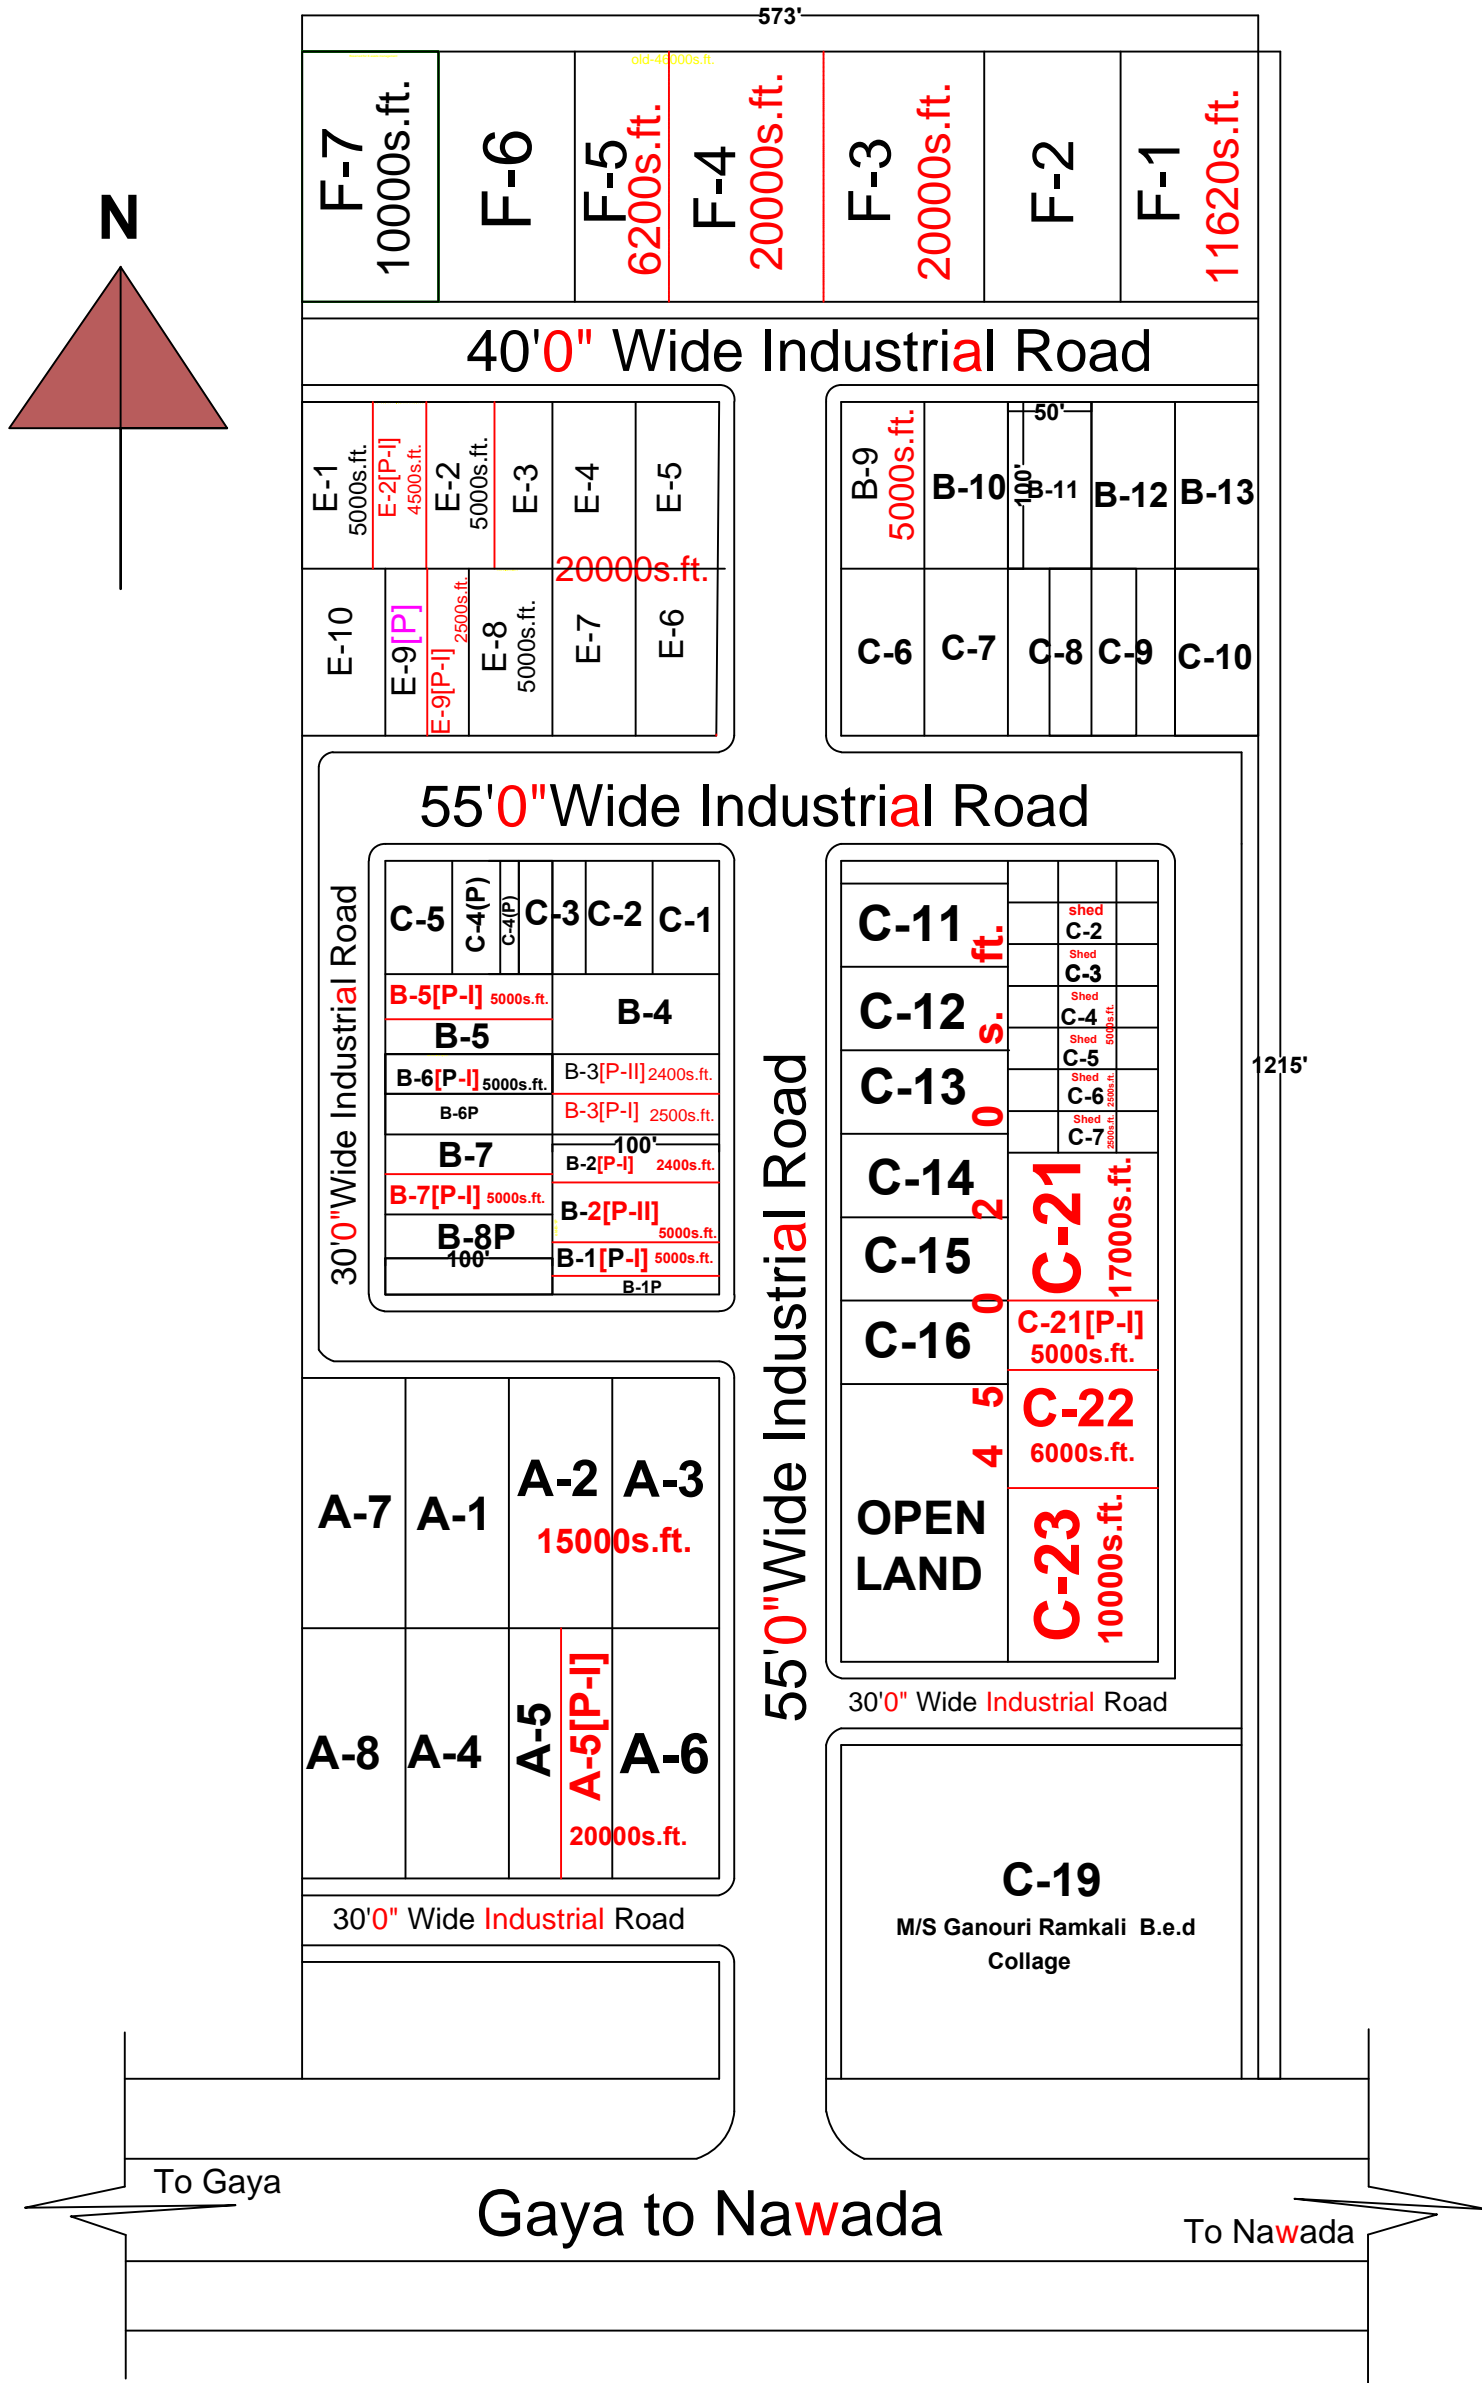 573'
old-46000s.ft.
F-7
10000s.ft.
F-6
F-5
6200s.ft.
F-4
20000s.ft.
F-3
20000s.ft.
F-2
F-1
11620s.ft.
N
40'0" Wide Industrial Road
E-1
5000s.ft.
E-2[P-I]
4500s.ft.
E-2
5000s.ft.
E-3
E-4
E-5
20000s.ft.
B-9
5000s.ft.
B-10
50'
100'
B-11
B-12
B-13
E-10
E-9[P]
E-9[P-I]
2500s.ft.
E-8
5000s.ft.
E-7
E-6
C-6
C-7
C-8
C-9
C-10
55'0"Wide Industrial Road
30'0"Wide Industrial Road
C-5
C-4(P)
C-4(P)
C-3
C-2
C-1
B-5[P-I] 5000s.ft.
B-5
B-4
B-6[P-I] 5000s.ft.
B-6P
B-3[P-II] 2400s.ft.
B-3[P-I] 2500s.ft.
B-7
B-7[P-I] 5000s.ft.
100'
B-2[P-I] 2400s.ft.
B-2[P-II]
5000s.ft.
B-8P
100'
B-1[P-I] 5000s.ft.
B-1P
55'0"Wide Industrial Road
C-11
C-12
C-13
C-14
C-15
C-16
45020 s.ft.
OPEN
LAND
shed
C-2
Shed
C-3
Shed
C-4
5000s.ft.
Shed
C-5
Shed
C-6
2500s.ft.
Shed
C-7
2500s.ft.
1215'
C-21
17000s.ft.
C-21[P-I]
5000s.ft.
C-22
6000s.ft.
C-23
10000s.ft.
A-7
A-1
A-2
A-3
15000s.ft.
A-8
A-4
A-5
A-5[P-I]
A-6
20000s.ft.
30'0" Wide Industrial Road
30'0" Wide Industrial Road
C-19
M/S Ganouri Ramkali B.e.d
Collage
To Gaya
Gaya to Nawada
To Nawada